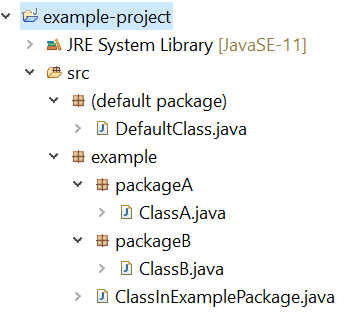 example-project
JRE System Library [JavaSE-11]
src
(default package)
DefaultClass.java
example
packageA
ClassA.java
packageB
ClassB.java
ClassInExamplePackage.java